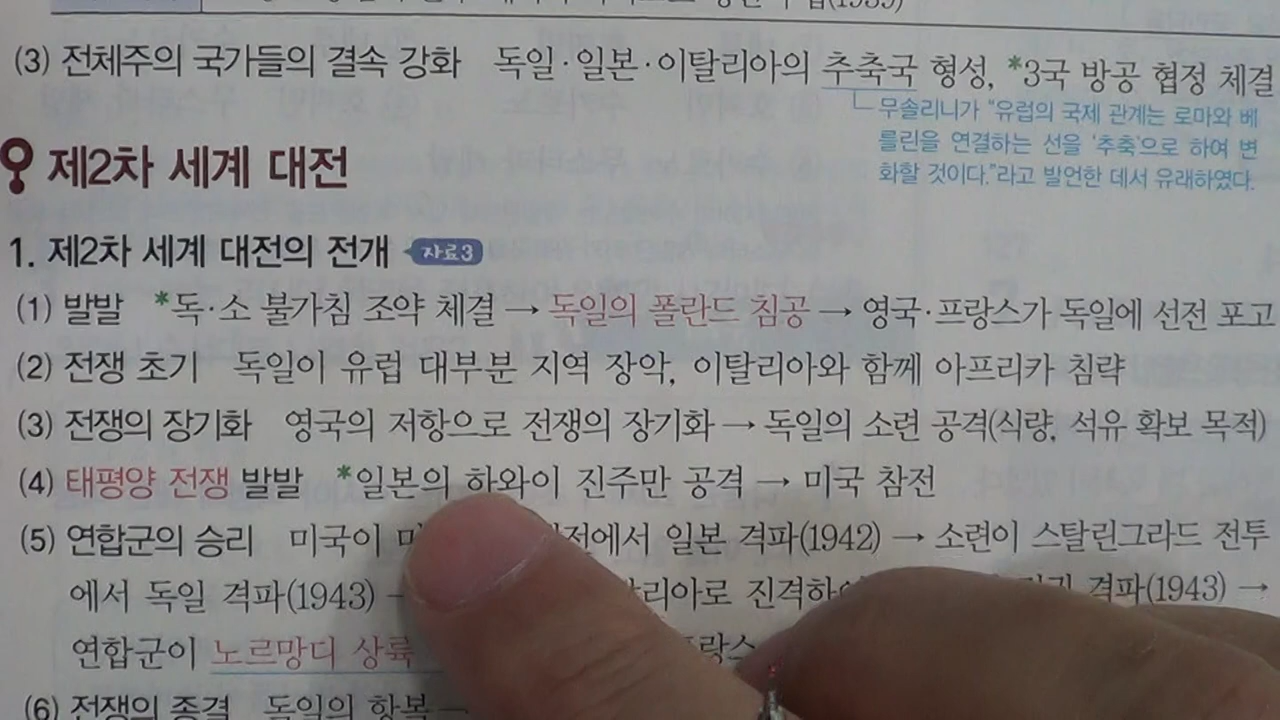 (3) 전체주의 국가들의 결속 강화 독일·일본·이탈리아의 추축국 형성, *3국 방공 협정 체결
무솔리니가 "유럽의 국제 관계는 로마와 베
를린을 연결하는 선을 '추축'으로 하여 변
화할 것이다."라고 발언한 데서 유래하였다.
제2차 세계 대전
1. 제2차 세계 대전의 전개 자료3
(1) 발발 *독·소 불가침 조약 체결 → 독일의 폴란드 침공 → 영국·프랑스가 독일에 선전 포고
(2) 전쟁 초기 독일이 유럽 대부분 지역 장악, 이탈리아와 함께 아프리카 침략
(3) 전쟁의 장기화 영국의 저항으로 전쟁의 장기화 → 독일의 소련 공격(식량, 석유 확보 목적)
(4) 태평양 전쟁 발발 *일본의 하와이 진주만 공격 → 미국 참전
(5) 연합군의 승리 미국이 일본 격파(1942) → 소련이 스탈린그라드 전투
에서 독일 격파(1943) 진격하여 격파(1943) →
연합군이 노르망디 상륙
(6) 전쟁의 종결 독일의 항복